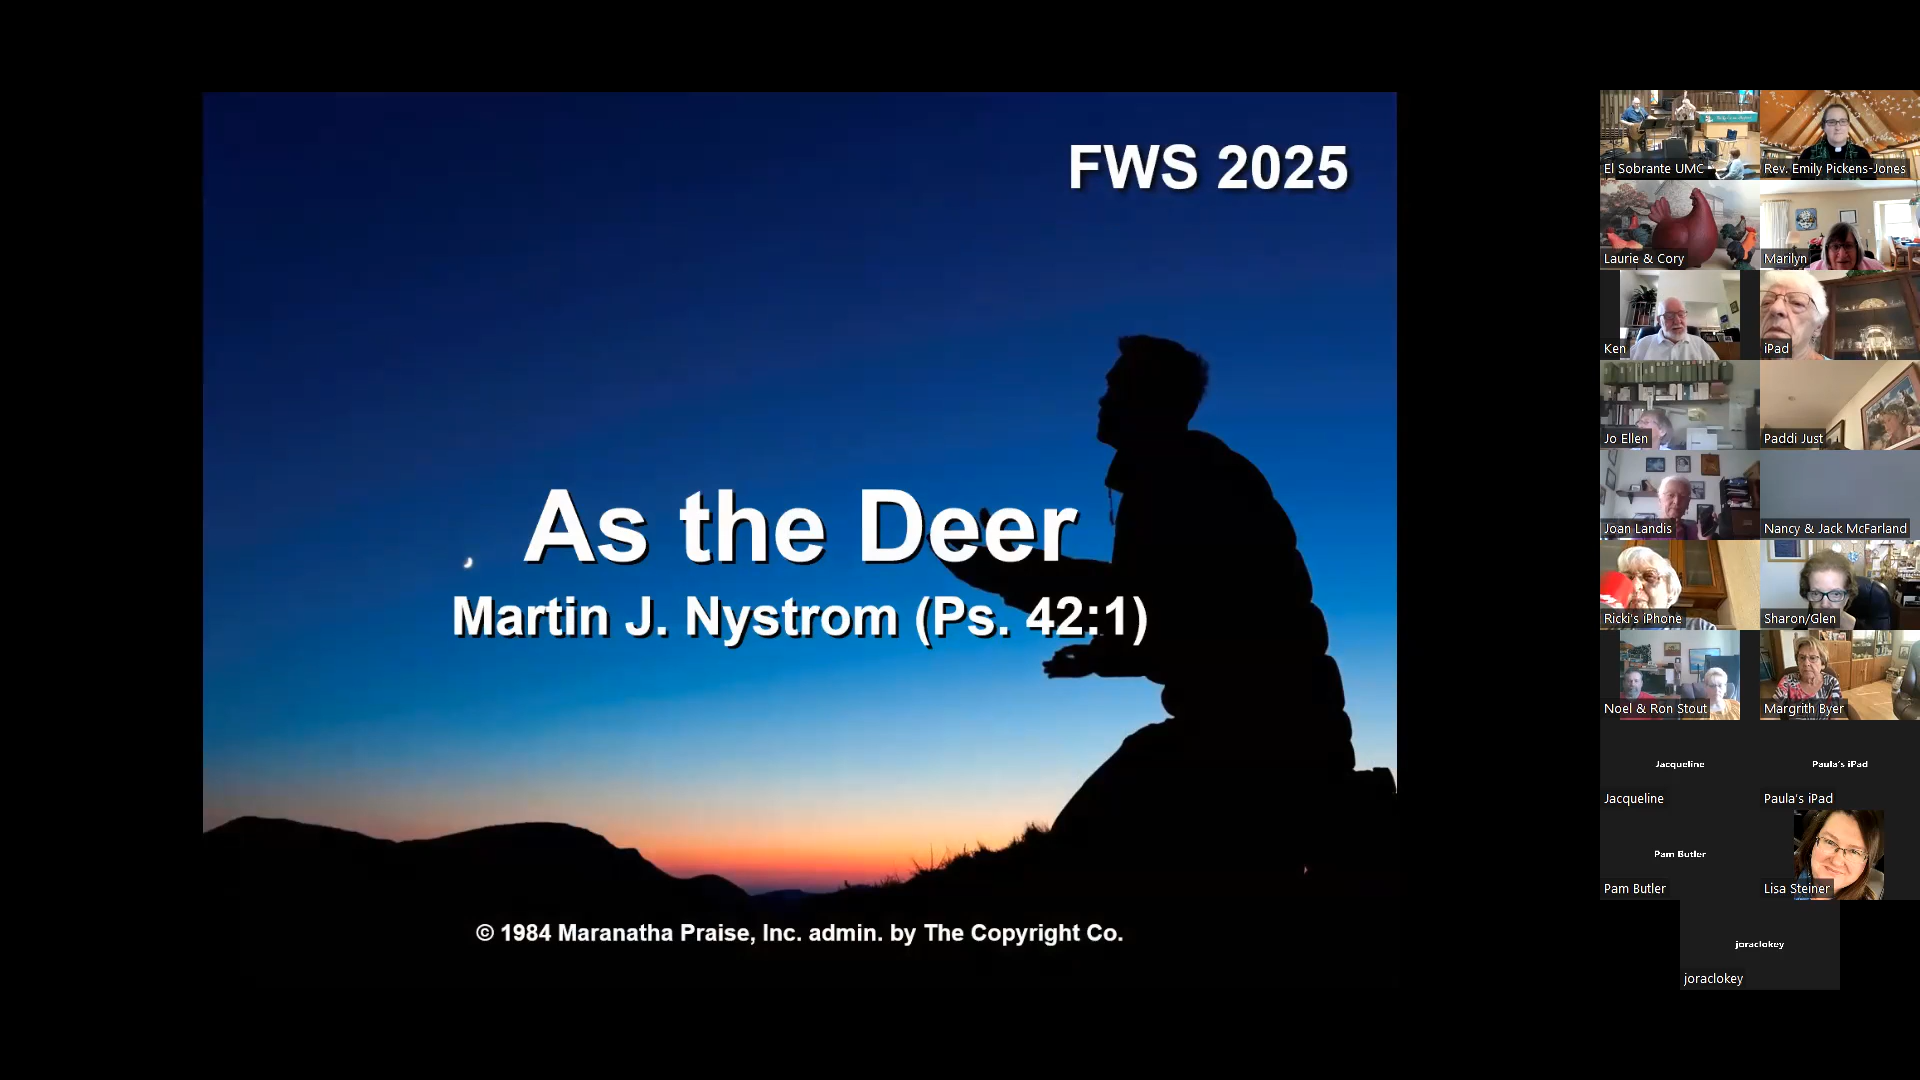 FWS 2025
As the Deer
Martin J. Nystrom (Ps. 42:1)
© 1984 Maranatha Praise, Inc. admin. by The Copyright Co.
El Sobrante UMC
Rev. Emily Pickens-Jones
Laurie & Cory
Marilyn
Ken
iPad
Jo Ellen
Paddi Just
Joan Landis
Nancy & Jack McFarland
Ricki's iPhone
Sharon/Glen
Noel & Ron Stout
Margrith Byer
Jacqueline
Jacqueline
Paula's iPad
Paula's iPad
Pam Butler
Pam Butler
Lisa Steiner
joraclokey
joraclokey